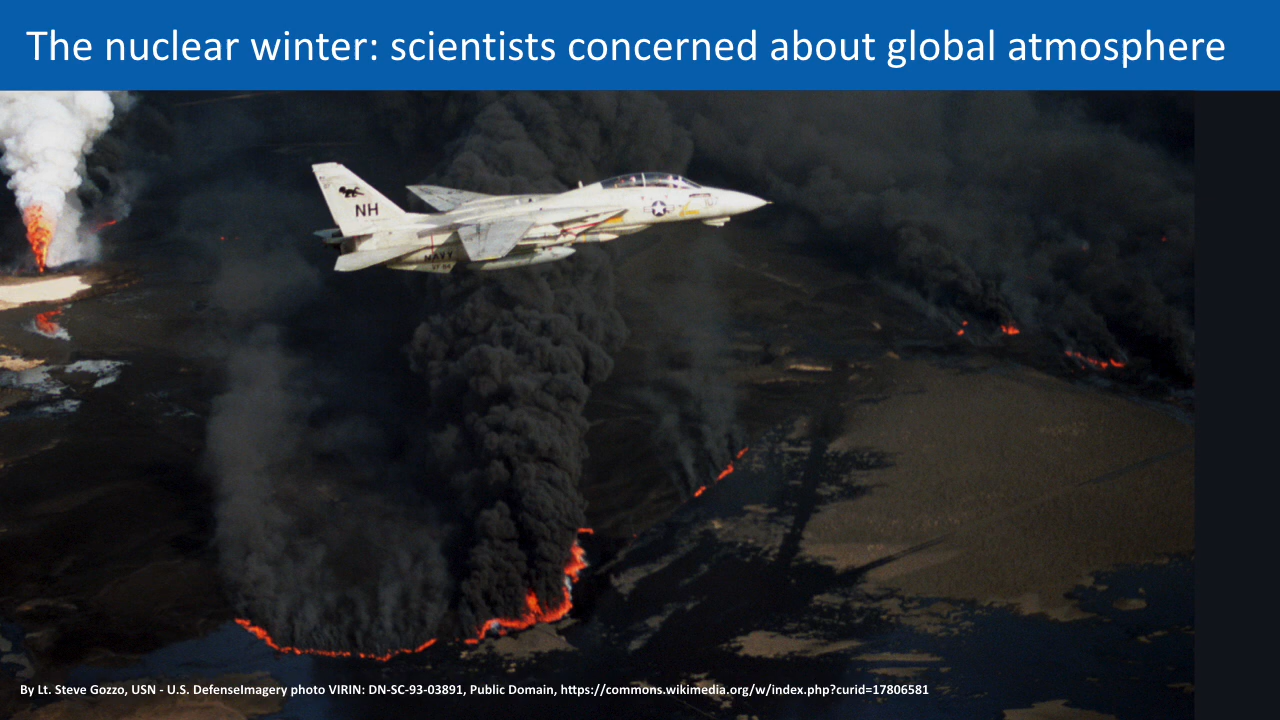 The nuclear winter: scientists concerned about global atmosphere
NH
NAVY
By Lt. Steve Gozzo, USN - U.S. DefenseImagery photo VIRIN: DN-SC-93-03891, Public Domain, https://commons.wikimedia.org/w/index.php?curid=17806581